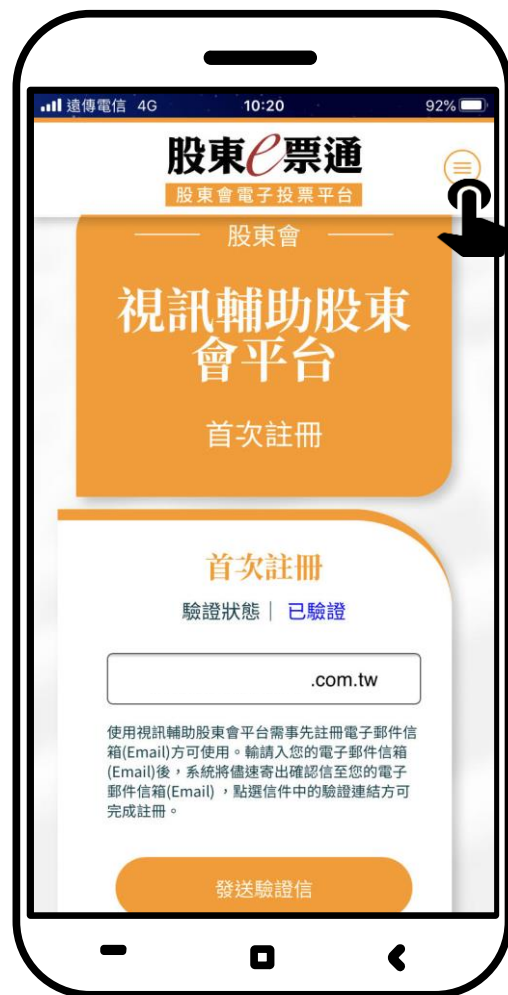 遠傳電信 4G 10:20 92%
股東e票通
股東會電子投票平台
股東會
視訊輔助股東
會平台
首次註冊
首次註冊
驗證狀態｜ 已驗證
.com.tw
使用視訊輔助股東會平台需事先註冊電子郵件信
箱(Email)方可使用。輸請入您的電子郵件信箱
(Email)後，系統將儘速寄出確認信至您的電子
郵件信箱(Email) ，點選信件中的驗證連結方可
完成註冊。
發送驗證信